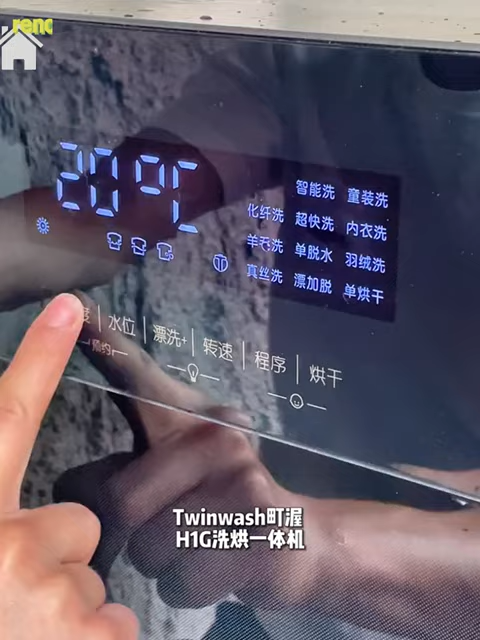 renc
20°C
智能洗 童装洗
化纤洗 超快洗 内衣洗
羊毛洗 单脱水 羽绒洗
真丝洗 漂加脱 单烘干
度 | 水位 | 漂洗+ | 转速 | 程序 | 烘干
预约
Twinwash町渥
H1G洗烘一体机